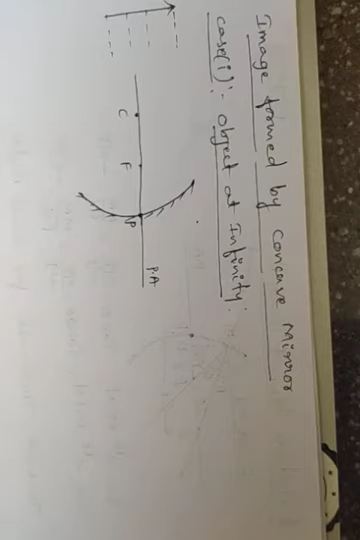 Image formed by concave Mirror
case(i):- object at Infinity:
C F P P.A